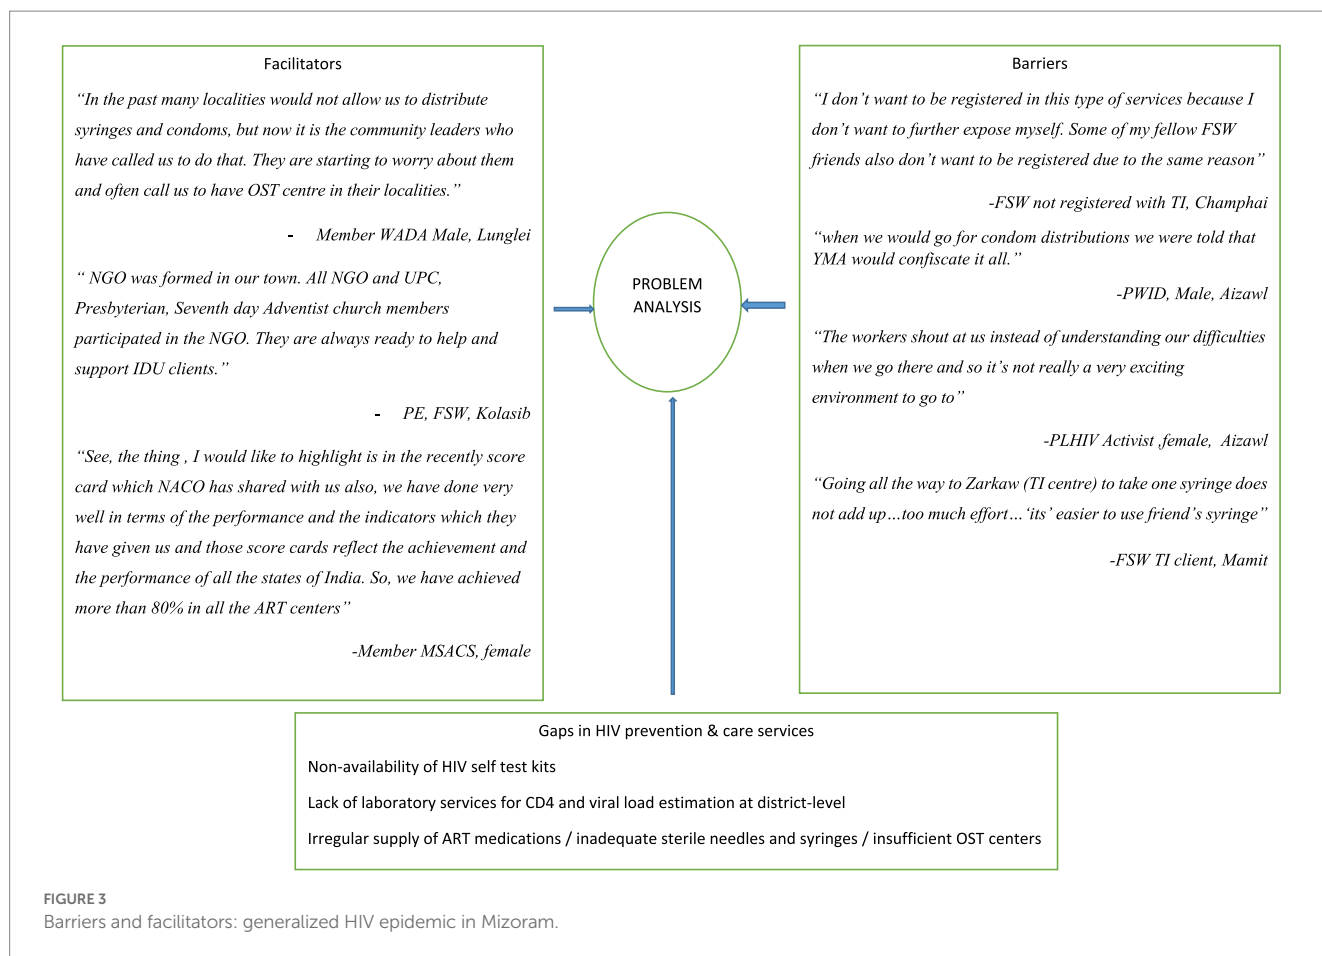 Facilitators
“In the past many localities would not allow us to distribute
syringes and condoms, but now it is the community leaders who
have called us to do that. They are starting to worry about them
and often call us to have OST centre in their localities.”
- Member WADA Male, Lunglei
“ NGO was formed in our town. All NGO and UPC,
Presbyterian, Seventh day Adventist church members
participated in the NGO. They are always ready to help and
support IDU clients.”
- PE, FSW, Kolasib
“See, the thing , I would like to highlight is in the recently score
card which NACO has shared with us also, we have done very
well in terms of the performance and the indicators which they
have given us and those score cards reflect the achievement and
the performance of all the states of India. So, we have achieved
more than 80% in all the ART centers”
-Member MSACS, female
PROBLEM
ANALYSIS
Barriers
“I don’t want to be registered in this type of services because I
don’t want to further expose myself. Some of my fellow FSW
friends also don’t want to be registered due to the same reason”
-FSW not registered with TI, Champhai
“when we would go for condom distributions we were told that
YMA would confiscate it all.”
-PWID, Male, Aizawl
“The workers shout at us instead of understanding our difficulties
when we go there and so it’s not really a very exciting
environment to go to”
-PLHIV Activist ,female, Aizawl
“Going all the way to Zarkaw (TI centre) to take one syringe does
not add up…too much effort…‘its’ easier to use friend’s syringe”
-FSW TI client, Mamit
Gaps in HIV prevention & care services
Non-availability of HIV self test kits
Lack of laboratory services for CD4 and viral load estimation at district-level
Irregular supply of ART medications / inadequate sterile needles and syringes / insufficient OST centers
FIGURE 3
Barriers and facilitators: generalized HIV epidemic in Mizoram.